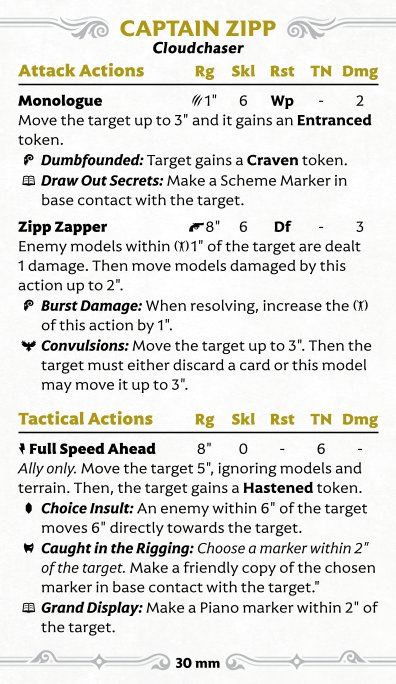 CAPTAIN ZIPP
Cloudchaser
Attack Actions Rg Skl Rst TN Dmg
Monologue 1" 6 Wp - 2
Move the target up to 3" and it gains an Entranced
token.
Dumbfounded: Target gains a Craven token.
Draw Out Secrets: Make a Scheme Marker in
base contact with the target.
Zipp Zapper 8" 6 Df - 3
Enemy models within 1" of the target are dealt
1 damage. Then move models damaged by this
action up to 2".
Burst Damage: When resolving, increase the
of this action by 1".
Convulsions: Move the target up to 3". Then the
target must either discard a card or this model
may move it up to 3".
Tactical Actions Rg Skl Rst TN Dmg
Full Speed Ahead 8" 0 - 6 -
Ally only. Move the target 5", ignoring models and
terrain. Then, the target gains a Hastened token.
Choice Insult: An enemy within 6" of the target
moves 6" directly towards the target.
Caught in the Rigging: Choose a marker within 2"
of the target. Make a friendly copy of the chosen
marker in base contact with the target."
Grand Display: Make a Piano marker within 2" of
the target.
30 mm